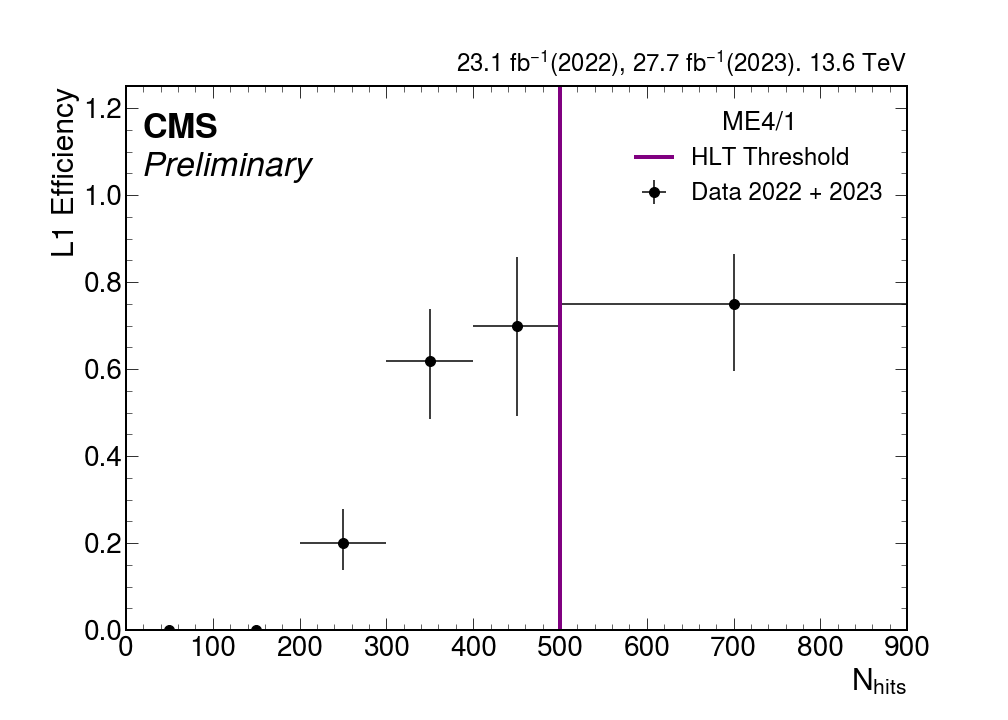 23.1 fb⁻¹(2022), 27.7 fb⁻¹(2023). 13.6 TeV
CMS
Preliminary
ME4/1
HLT Threshold
Data 2022 + 2023
L1 Efficiency
1.2
1.0
0.8
0.6
0.4
0.2
0.0
0 100 200 300 400 500 600 700 800 900
N_hits